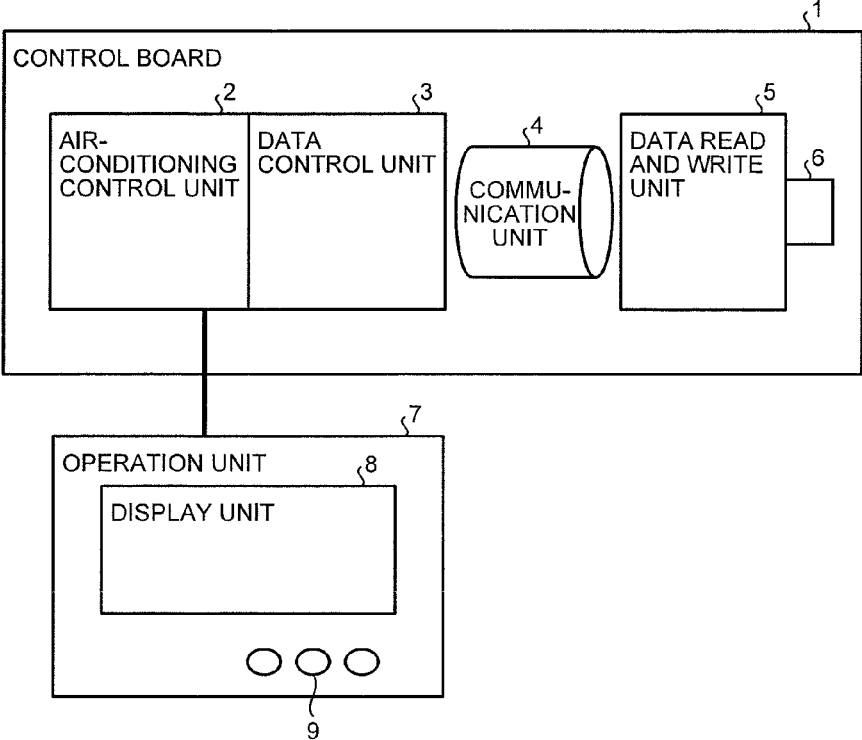 1
CONTROL BOARD
2
3
4
5
6
AIR-
CONDITIONING
CONTROL UNIT
DATA
CONTROL UNIT
COMMU-
NICATION
UNIT
DATA READ
AND WRITE
UNIT
7
OPERATION UNIT
8
DISPLAY UNIT
9